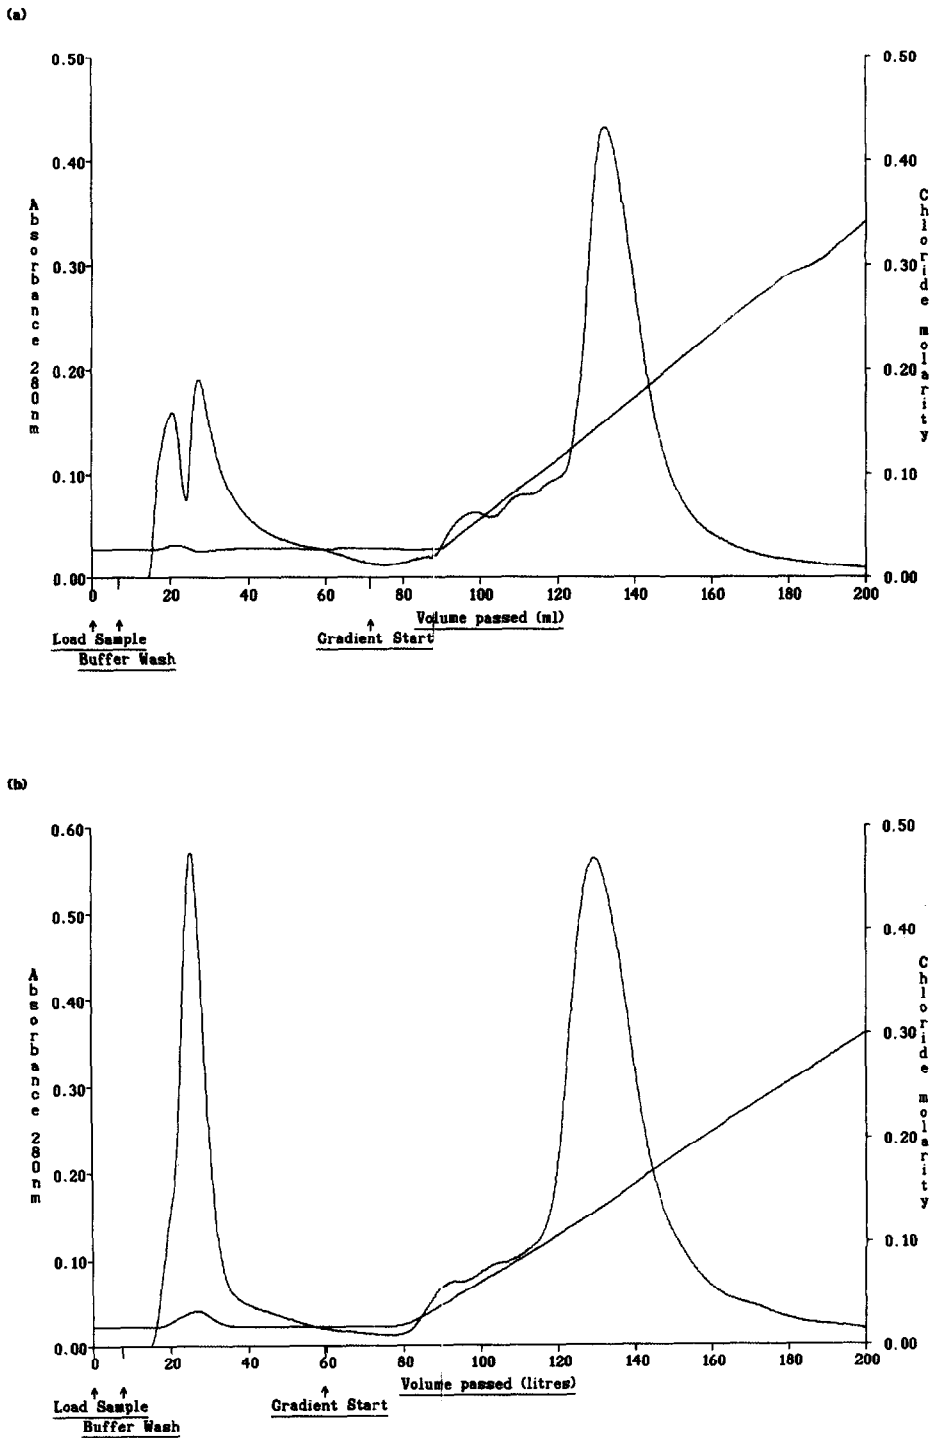 (a)
0.50
0.40
0.30
0.20
0.10
0.00
Absorbance 280nm
0.50
0.40
0.30
0.20
0.10
0.00
Chloride molarity
0 20 40 60 80 100 120 140 160 180 200
Volume passed (ml)
Load Sample
Buffer Wash
Gradient Start
(b)
0.60
0.50
0.40
0.30
0.20
0.10
0.00
Absorbance 280nm
0.50
0.40
0.30
0.20
0.10
0.00
Chloride molarity
0 20 40 60 80 100 120 140 160 180 200
Volume passed (litres)
Load Sample
Buffer Wash
Gradient Start